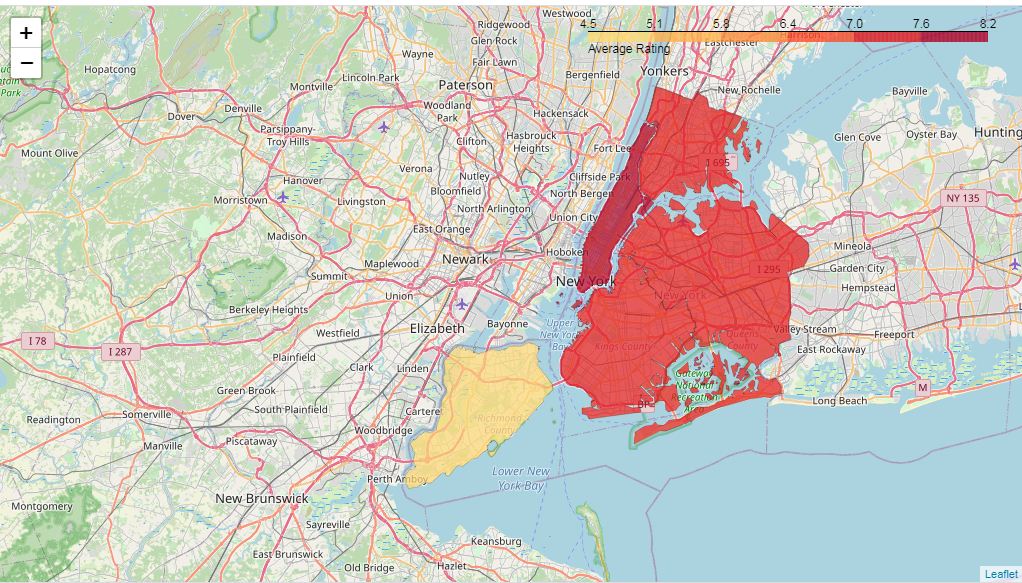 +
−
4.5 5.1 5.8 6.4 7.0 7.6 8.2
Average Rating
Westwood
Ridgewood
Glen Rock
Wayne
Fair Lawn
Harrison
Eastchester
Hopatcong
Lincoln Park
Bergenfield
Yonkers
Montville
Paterson
New Rochelle
Bayville
Denville
Woodland
Park
Hackensack
Dover
Parsippany-
Troy Hills
Clifton
Hasbrouck
Heights
Glen Cove
Oyster Bay
Hunting
Mount Olive
Fort Lee
Verona
I 695
Hanover
Nutley
Cliffside Park
Bloomfield
North Bergen
Morristown
Livingston
NY 135
North Arlington
Union City
East Orange
Madison
Mineola
Hoboken
Maplewood
Newark
I 295
Garden City
Summit
New York
Hempstead
Union
New York
Berkeley Heights
Elizabeth
Bayonne
Upper
New York
Bay
Westfield
Valley Stream
Freeport
I 78
I 287
Kings County
Queens
County
East Rockaway
Plainfield
Clark
Linden
Gateway
National
Recreation
Area
Green Brook
M
Long Beach
South Plainfield
Carteret
Somerville
Readington
Richmond
County
Woodbridge
Piscataway
Manville
Lower New
York Bay
Perth Amboy
New Brunswick
Montgomery
Sayreville
Keansburg
East Brunswick
Old Bridge
Hazlet
Leaflet